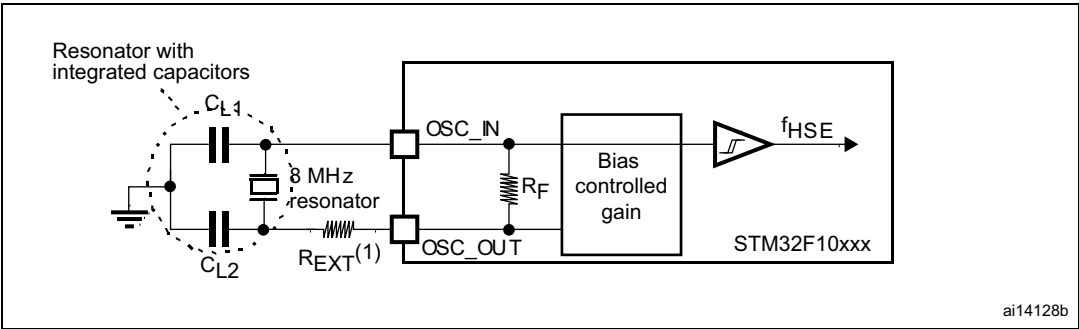 Resonator with
integrated capacitors
CL1
OSC_IN
fHSE
8 MHz
resonator
RF
Bias
controlled
gain
REXT(1)
OSC_OUT
STM32F10xxx
CL2
ai14128b